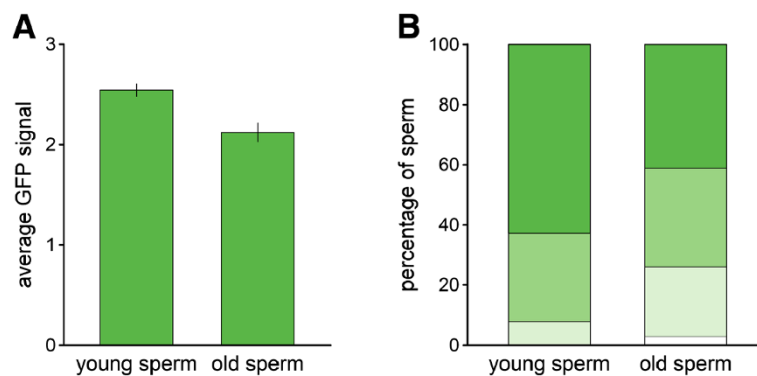 A
average GFP signal
3
2
1
0
young sperm old sperm
B
percentage of sperm
100
80
60
40
20
0
young sperm old sperm